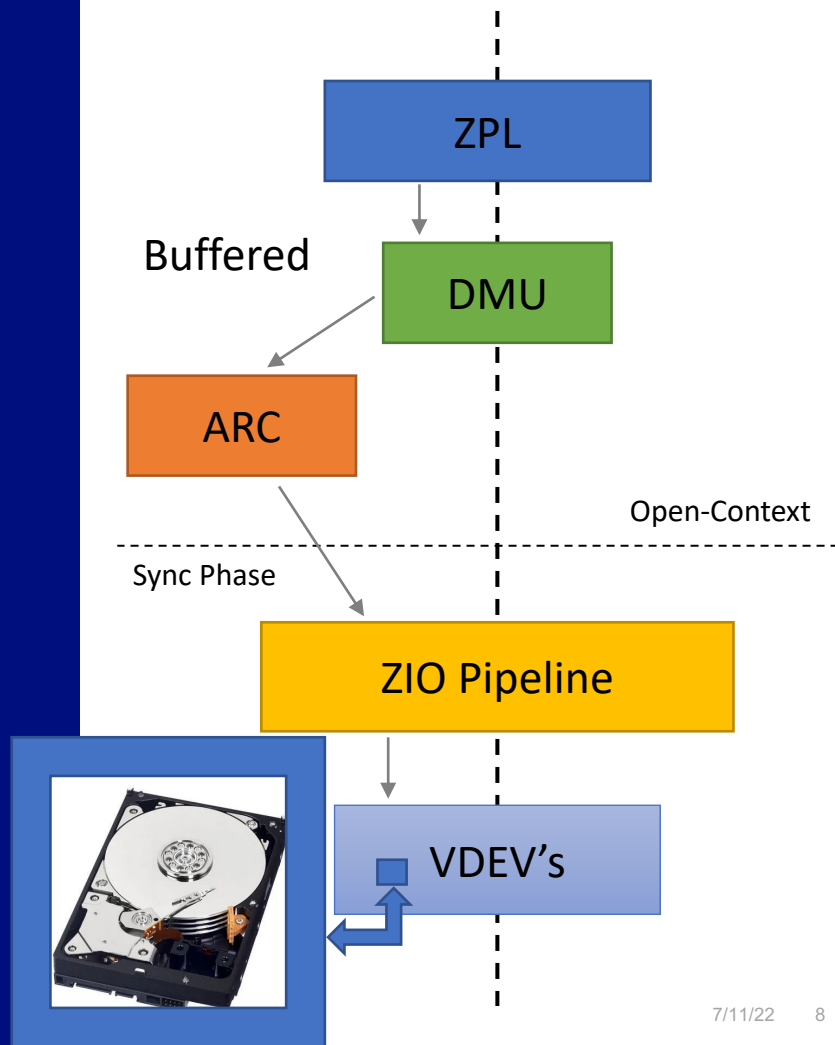 ZPL
Buffered
DMU
ARC
Open-Context
Sync Phase
ZIO Pipeline
VDEV's
7/11/22 8